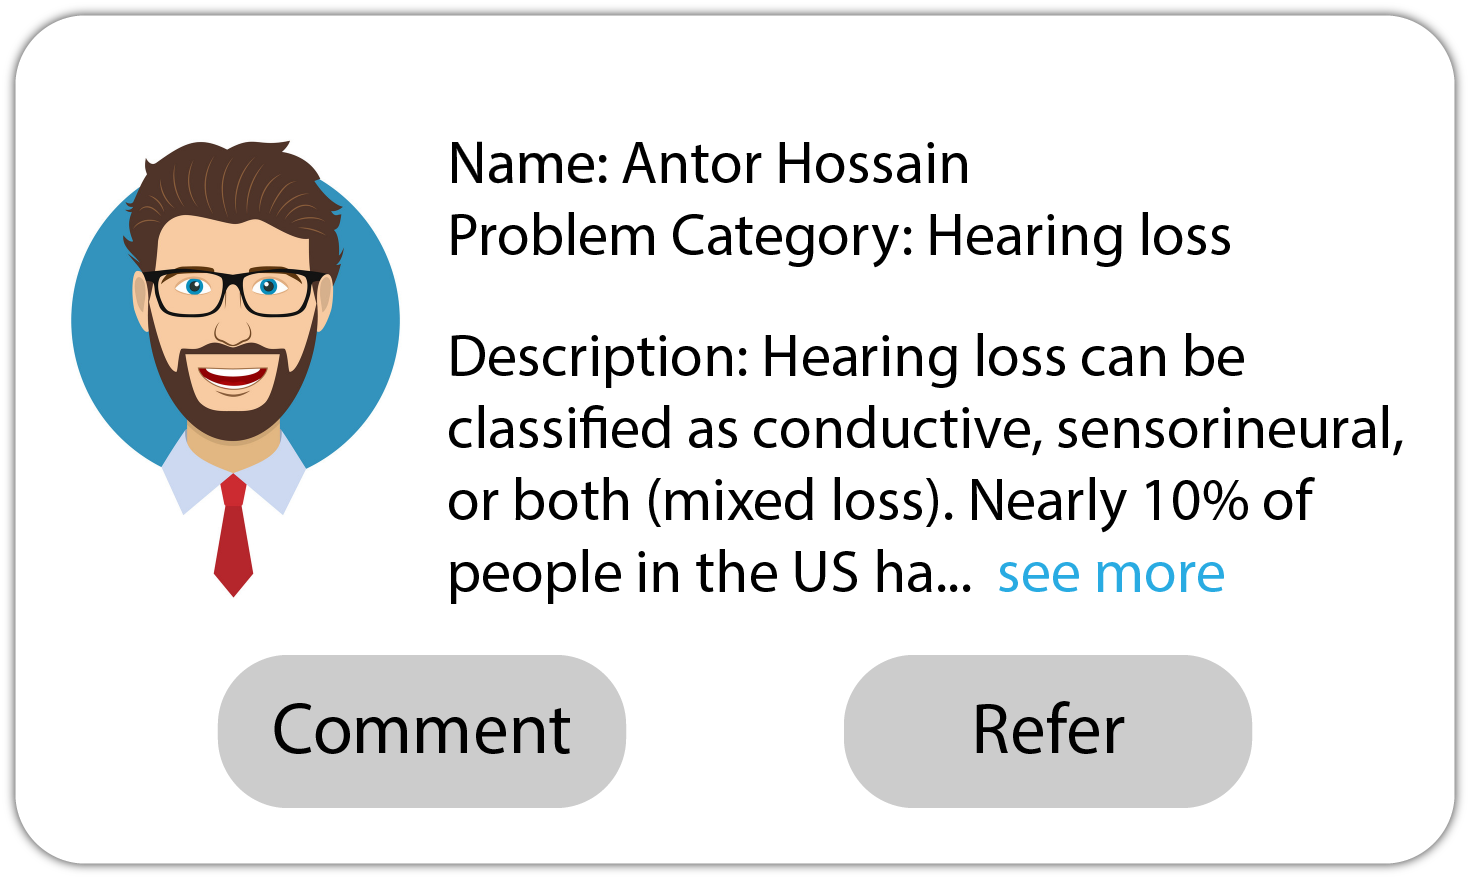 Name: Antor Hossain
Problem Category: Hearing loss
Description: Hearing loss can be
classified as conductive, sensorineural,
or both (mixed loss). Nearly 10% of
people in the US ha... see more
Comment
Refer